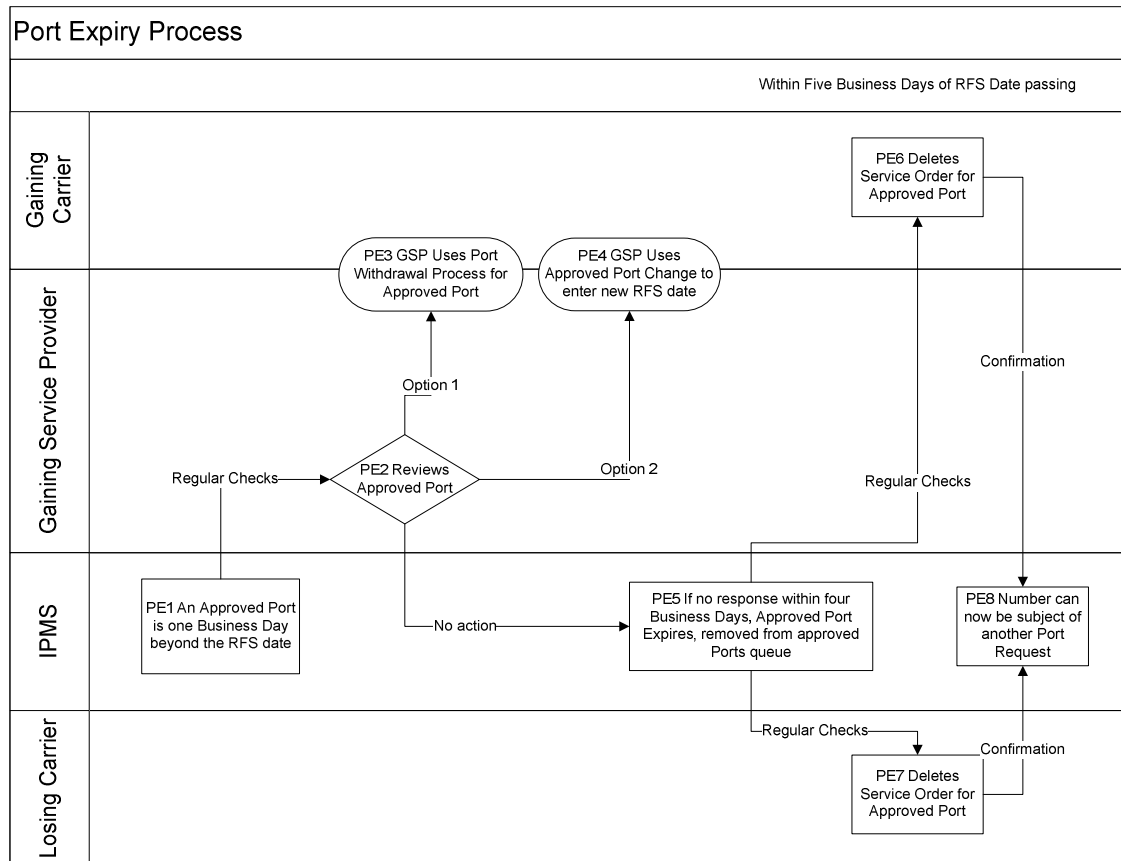 Port Expiry Process
Within Five Business Days of RFS Date passing
Gaining
Carrier
PE6 Deletes
Service Order for
Approved Port
PE3 GSP Uses Port
Withdrawal Process for
Approved Port
PE4 GSP Uses
Approved Port Change to
enter new RFS date
Gaining Service Provider
Confirmation
Option 1
PE2 Reviews
Approved Port
Regular Checks
Option 2
Regular Checks
IPMS
PE1 An Approved Port
is one Business Day
beyond the RFS date
No action
PE5 If no response within four
Business Days, Approved Port
Expires, removed from approved
Ports queue
PE8 Number can
now be subject of
another Port
Request
Losing Carrier
Regular Checks
Confirmation
PE7 Deletes
Service Order for
Approved Port